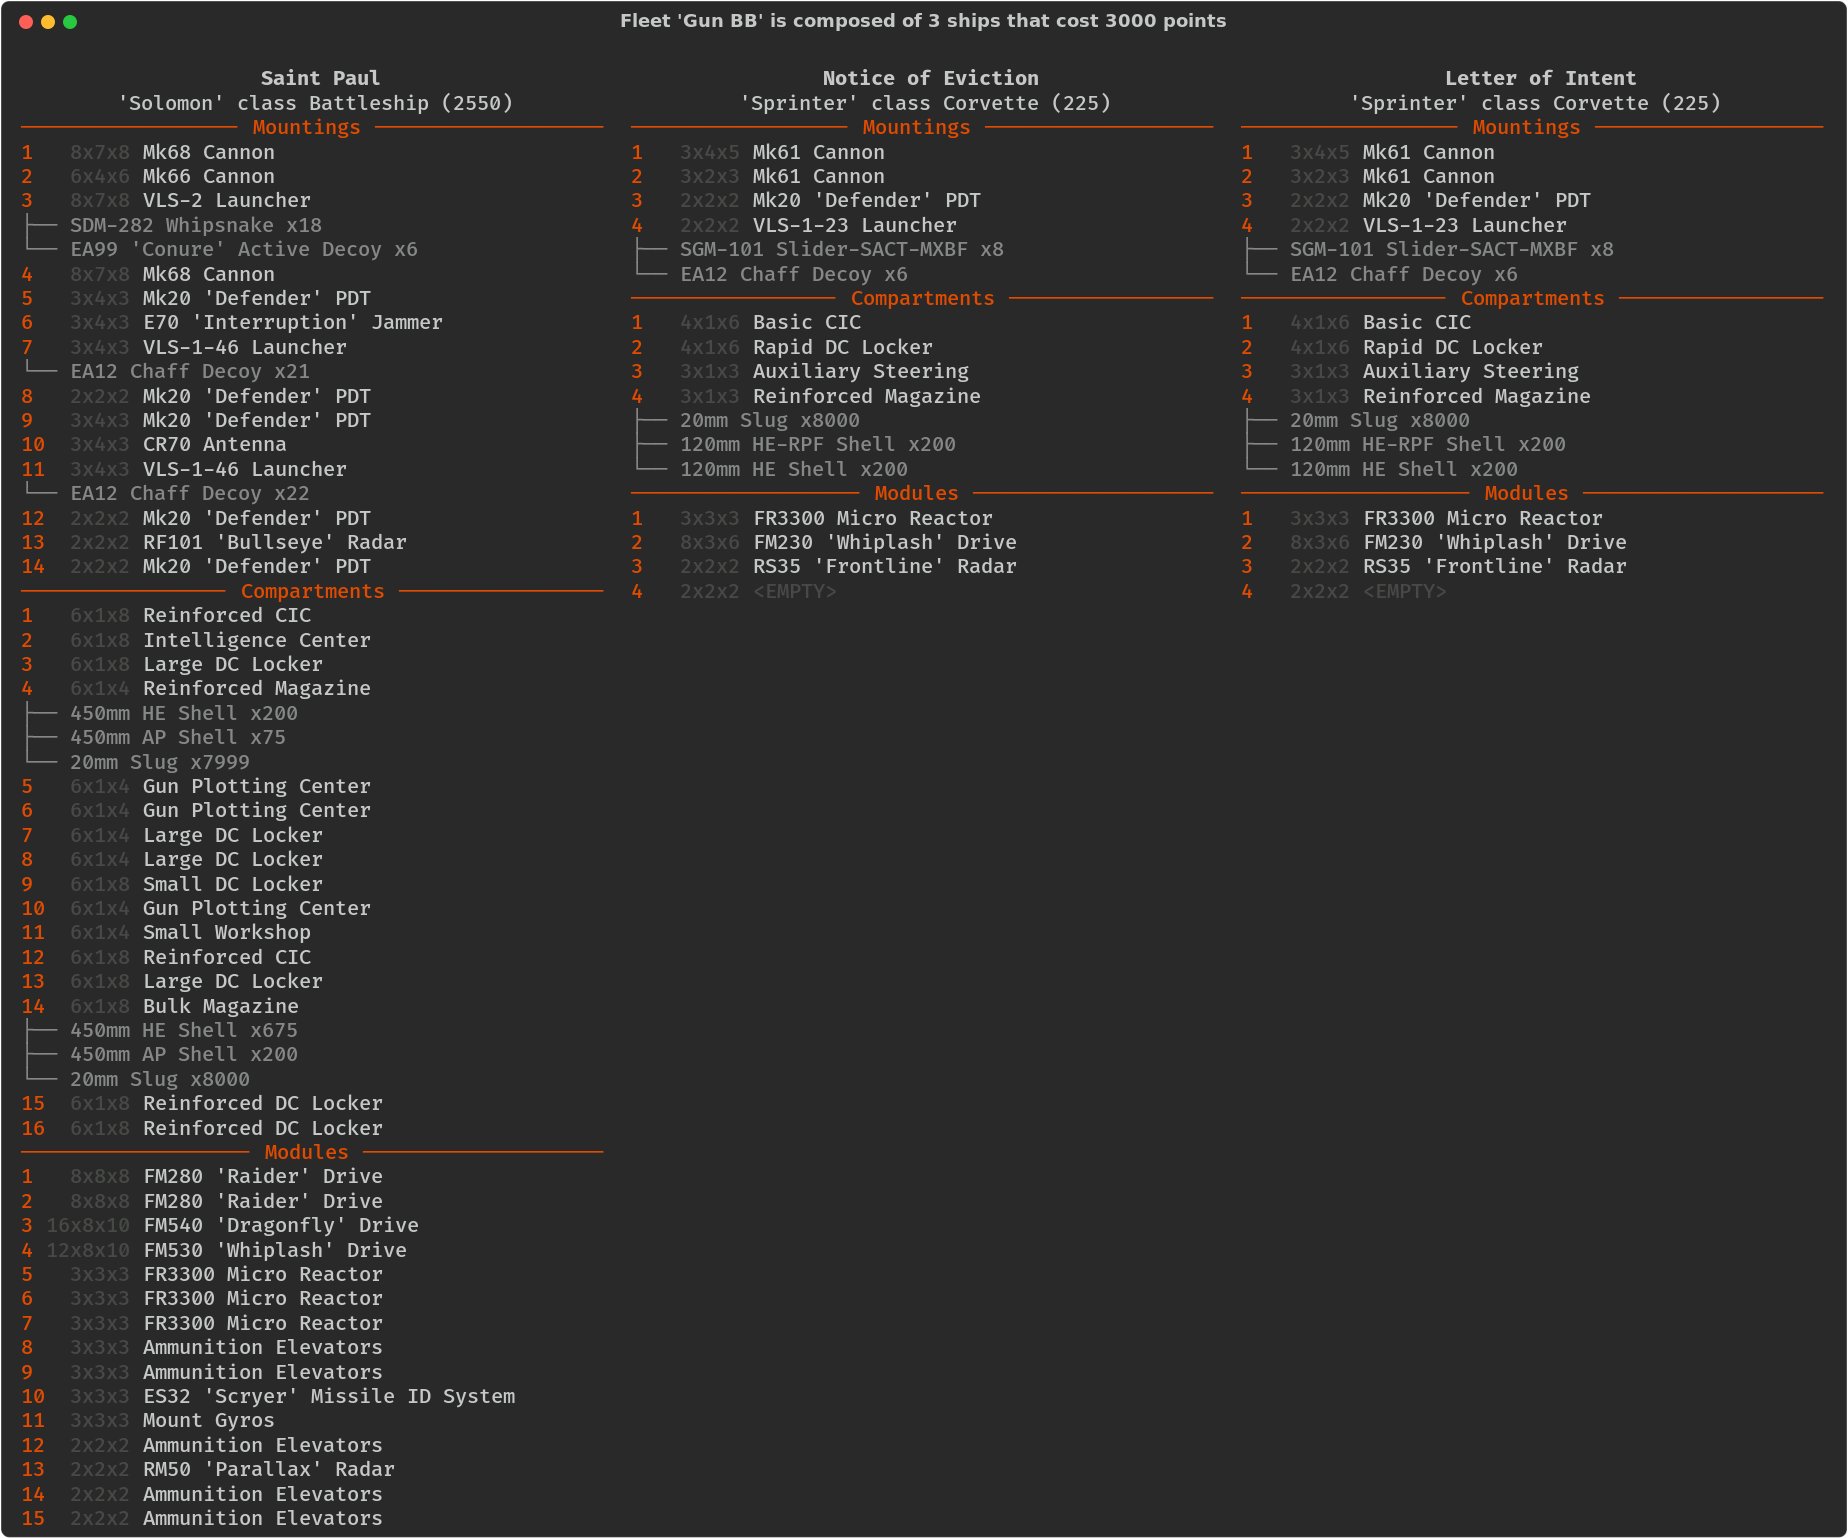 Fleet 'Gun BB' is composed of 3 ships that cost 3000 points
Saint Paul
'Solomon' class Battleship (2550)
Mountings
1 8x7x8 Mk68 Cannon
2 6x4x6 Mk66 Cannon
3 8x7x8 VLS-2 Launcher
SDM-282 Whipsnake x18
EA99 'Conure' Active Decoy x6
4 8x7x8 Mk68 Cannon
5 3x4x3 Mk20 'Defender' PDT
6 3x4x3 E70 'Interruption' Jammer
7 3x4x3 VLS-1-46 Launcher
EA12 Chaff Decoy x21
8 2x2x2 Mk20 'Defender' PDT
9 3x4x3 Mk20 'Defender' PDT
10 3x4x3 CR70 Antenna
11 3x4x3 VLS-1-46 Launcher
EA12 Chaff Decoy x22
12 2x2x2 Mk20 'Defender' PDT
13 2x2x2 RF101 'Bullseye' Radar
14 2x2x2 Mk20 'Defender' PDT
Compartments
1 6x1x8 Reinforced CIC
2 6x1x8 Intelligence Center
3 6x1x8 Large DC Locker
4 6x1x4 Reinforced Magazine
450mm HE Shell x200
450mm AP Shell x75
20mm Slug x7999
5 6x1x4 Gun Plotting Center
6 6x1x4 Gun Plotting Center
7 6x1x4 Large DC Locker
8 6x1x4 Large DC Locker
9 6x1x8 Small DC Locker
10 6x1x4 Gun Plotting Center
11 6x1x4 Small Workshop
12 6x1x8 Reinforced CIC
13 6x1x8 Large DC Locker
14 6x1x8 Bulk Magazine
450mm HE Shell x675
450mm AP Shell x200
20mm Slug x8000
15 6x1x8 Reinforced DC Locker
16 6x1x8 Reinforced DC Locker
Modules
1 8x8x8 FM280 'Raider' Drive
2 8x8x8 FM280 'Raider' Drive
3 16x8x10 FM540 'Dragonfly' Drive
4 12x8x10 FM530 'Whiplash' Drive
5 3x3x3 FR3300 Micro Reactor
6 3x3x3 FR3300 Micro Reactor
7 3x3x3 FR3300 Micro Reactor
8 3x3x3 Ammunition Elevators
9 3x3x3 Ammunition Elevators
10 3x3x3 ES32 'Scryer' Missile ID System
11 3x3x3 Mount Gyros
12 2x2x2 Ammunition Elevators
13 2x2x2 RM50 'Parallax' Radar
14 2x2x2 Ammunition Elevators
15 2x2x2 Ammunition Elevators
Notice of Eviction
'Sprinter' class Corvette (225)
Mountings
1 3x4x5 Mk61 Cannon
2 3x2x3 Mk61 Cannon
3 2x2x2 Mk20 'Defender' PDT
4 2x2x2 VLS-1-23 Launcher
SGM-101 Slider-SACT-MXBF x8
EA12 Chaff Decoy x6
Compartments
1 4x1x6 Basic CIC
2 4x1x6 Rapid DC Locker
3 3x1x3 Auxiliary Steering
4 3x1x3 Reinforced Magazine
20mm Slug x8000
120mm HE-RPF Shell x200
120mm HE Shell x200
Modules
1 3x3x3 FR3300 Micro Reactor
2 8x3x6 FM230 'Whiplash' Drive
3 2x2x2 RS35 'Frontline' Radar
4 2x2x2 <EMPTY>
Letter of Intent
'Sprinter' class Corvette (225)
Mountings
1 3x4x5 Mk61 Cannon
2 3x2x3 Mk61 Cannon
3 2x2x2 Mk20 'Defender' PDT
4 2x2x2 VLS-1-23 Launcher
SGM-101 Slider-SACT-MXBF x8
EA12 Chaff Decoy x6
Compartments
1 4x1x6 Basic CIC
2 4x1x6 Rapid DC Locker
3 3x1x3 Auxiliary Steering
4 3x1x3 Reinforced Magazine
20mm Slug x8000
120mm HE-RPF Shell x200
120mm HE Shell x200
Modules
1 3x3x3 FR3300 Micro Reactor
2 8x3x6 FM230 'Whiplash' Drive
3 2x2x2 RS35 'Frontline' Radar
4 2x2x2 <EMPTY>